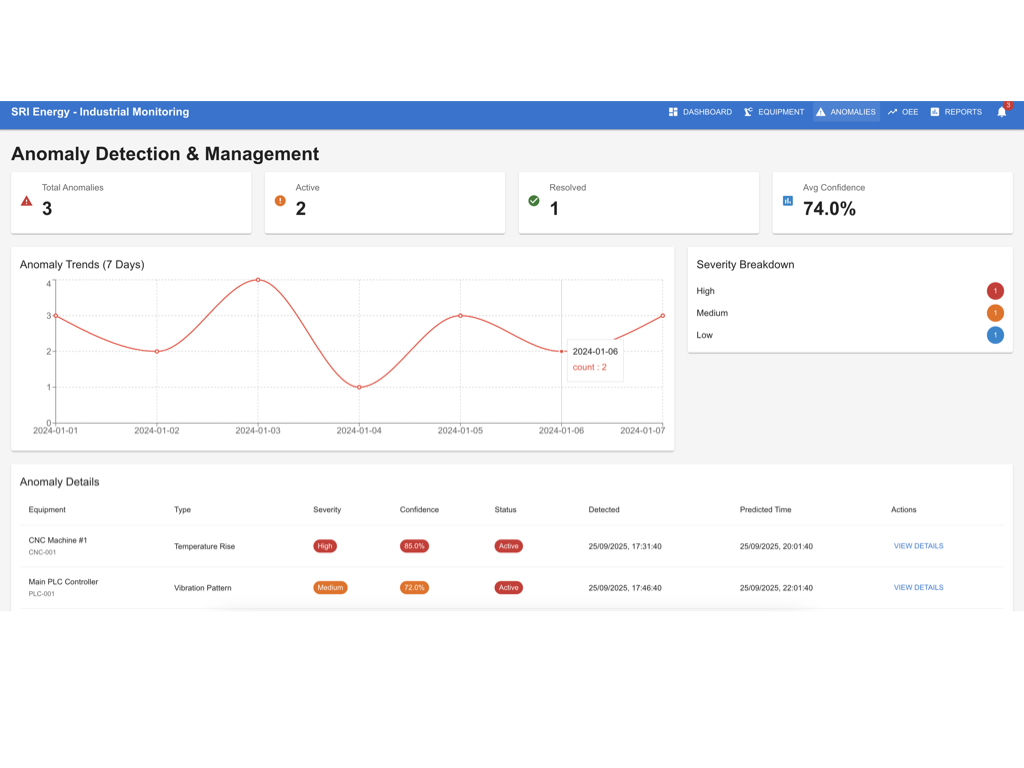 SRI Energy - Industrial Monitoring
DASHBOARD
EQUIPMENT
ANOMALIES
OEE
REPORTS
3
Anomaly Detection & Management
Total Anomalies
3
Active
2
Resolved
1
Avg Confidence
74.0%
Anomaly Trends (7 Days)
4
3
2
1
0
2024-01-01 2024-01-02 2024-01-03 2024-01-04 2024-01-05 2024-01-06 2024-01-07
2024-01-06
count : 2
Severity Breakdown
High 1
Medium 1
Low 1
Anomaly Details
Equipment Type Severity Confidence Status Detected Predicted Time Actions
CNC Machine #1
CNC-001
Temperature Rise High 85.0% Active 25/09/2025, 17:31:40 25/09/2025, 20:01:40 VIEW DETAILS
Main PLC Controller
PLC-001
Vibration Pattern Medium 72.0% Active 25/09/2025, 17:46:40 25/09/2025, 22:01:40 VIEW DETAILS